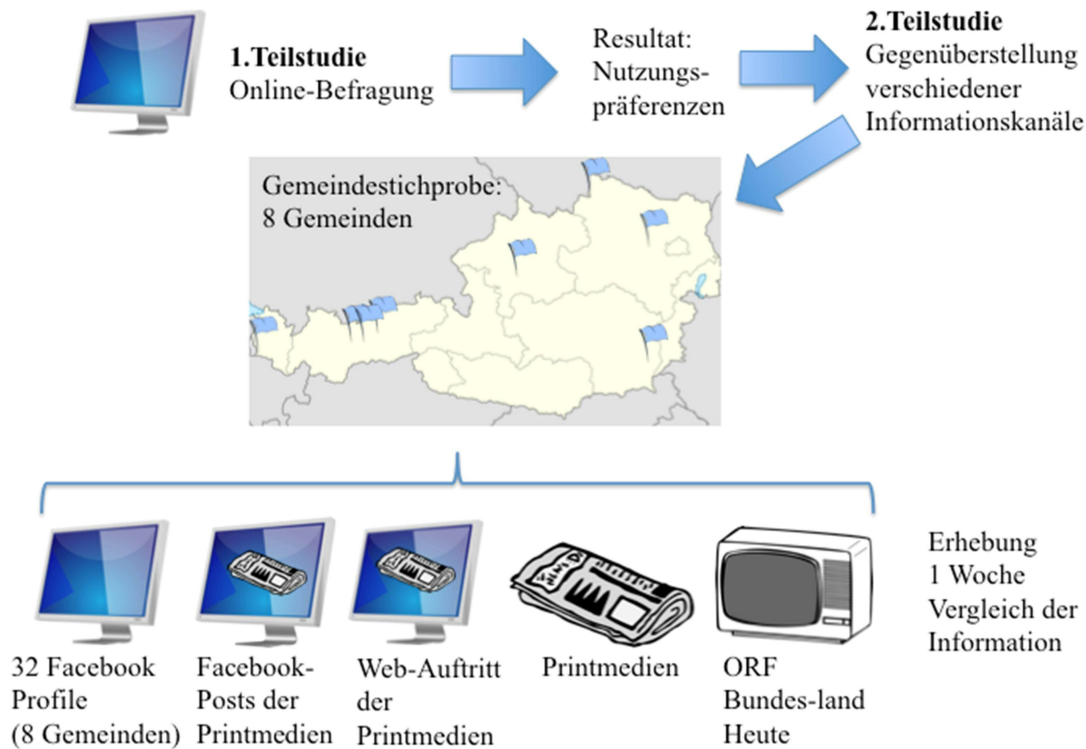 1.Teilstudie
Online-Befragung
Resultat:
Nutzungs-
präferenzen
2.Teilstudie
Gegenüberstellung
verschiedener
Informationskanäle
Gemeindestichprobe:
8 Gemeinden
32 Facebook
Profile
(8 Gemeinden)
Facebook-
Posts der
Printmedien
Web-Auftritt
der
Printmedien
Printmedien
ORF
Bundes-land
Heute
Erhebung
1 Woche
Vergleich der
Information